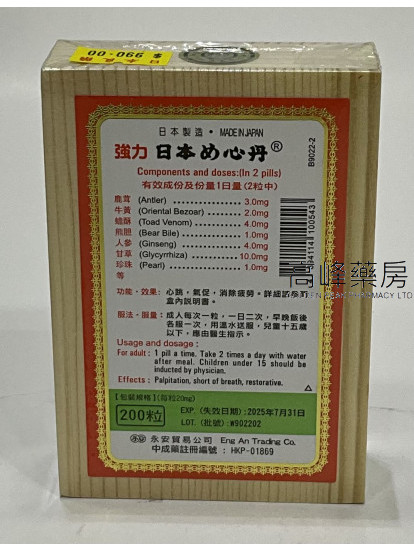 日本良藥
990.00
日本製造・MADE IN JAPAN
強力 日本め心丹®
B9022-2
Components and doses:(In 2 pills)
有效成份及份量1日量(2粒中)
鹿茸 (Antler) 3.0mg
牛黃 (Oriental Bezoar) 2.0mg
蟾酥 (Toad Venom) 4.0mg
熊膽 (Bear Bile) 1.0mg
人參 (Ginseng) 4.0mg
甘草 (Glycyrrhiza) 10.0mg
珍珠 (Pearl) 1.0mg
等
894114 100543
高峰藥房
功能・效果: 心跳,氣促,消除疲勞。詳細請參斾
盒內說明書。
服法・服量: 成人每次一粒,一日二次,早晚飯後
各服一次,用溫水送服,兒童十五歲
以下,應由醫生指示。
Usage and dosage :
For adult : 1 pil a time. Take 2 times a day with water
after meal. Children under 15 should be
inducted by physician.
Effects : Palpitation, short of breath, restorative.
【包裝規格】(每粒20mg)
200粒
EXP. (失效日期) :2025年7月31日
LOT. (批號) :W902202
永安貿易公司 Eng An Trading Co.
中成藥註冊編號 : HKP-01869